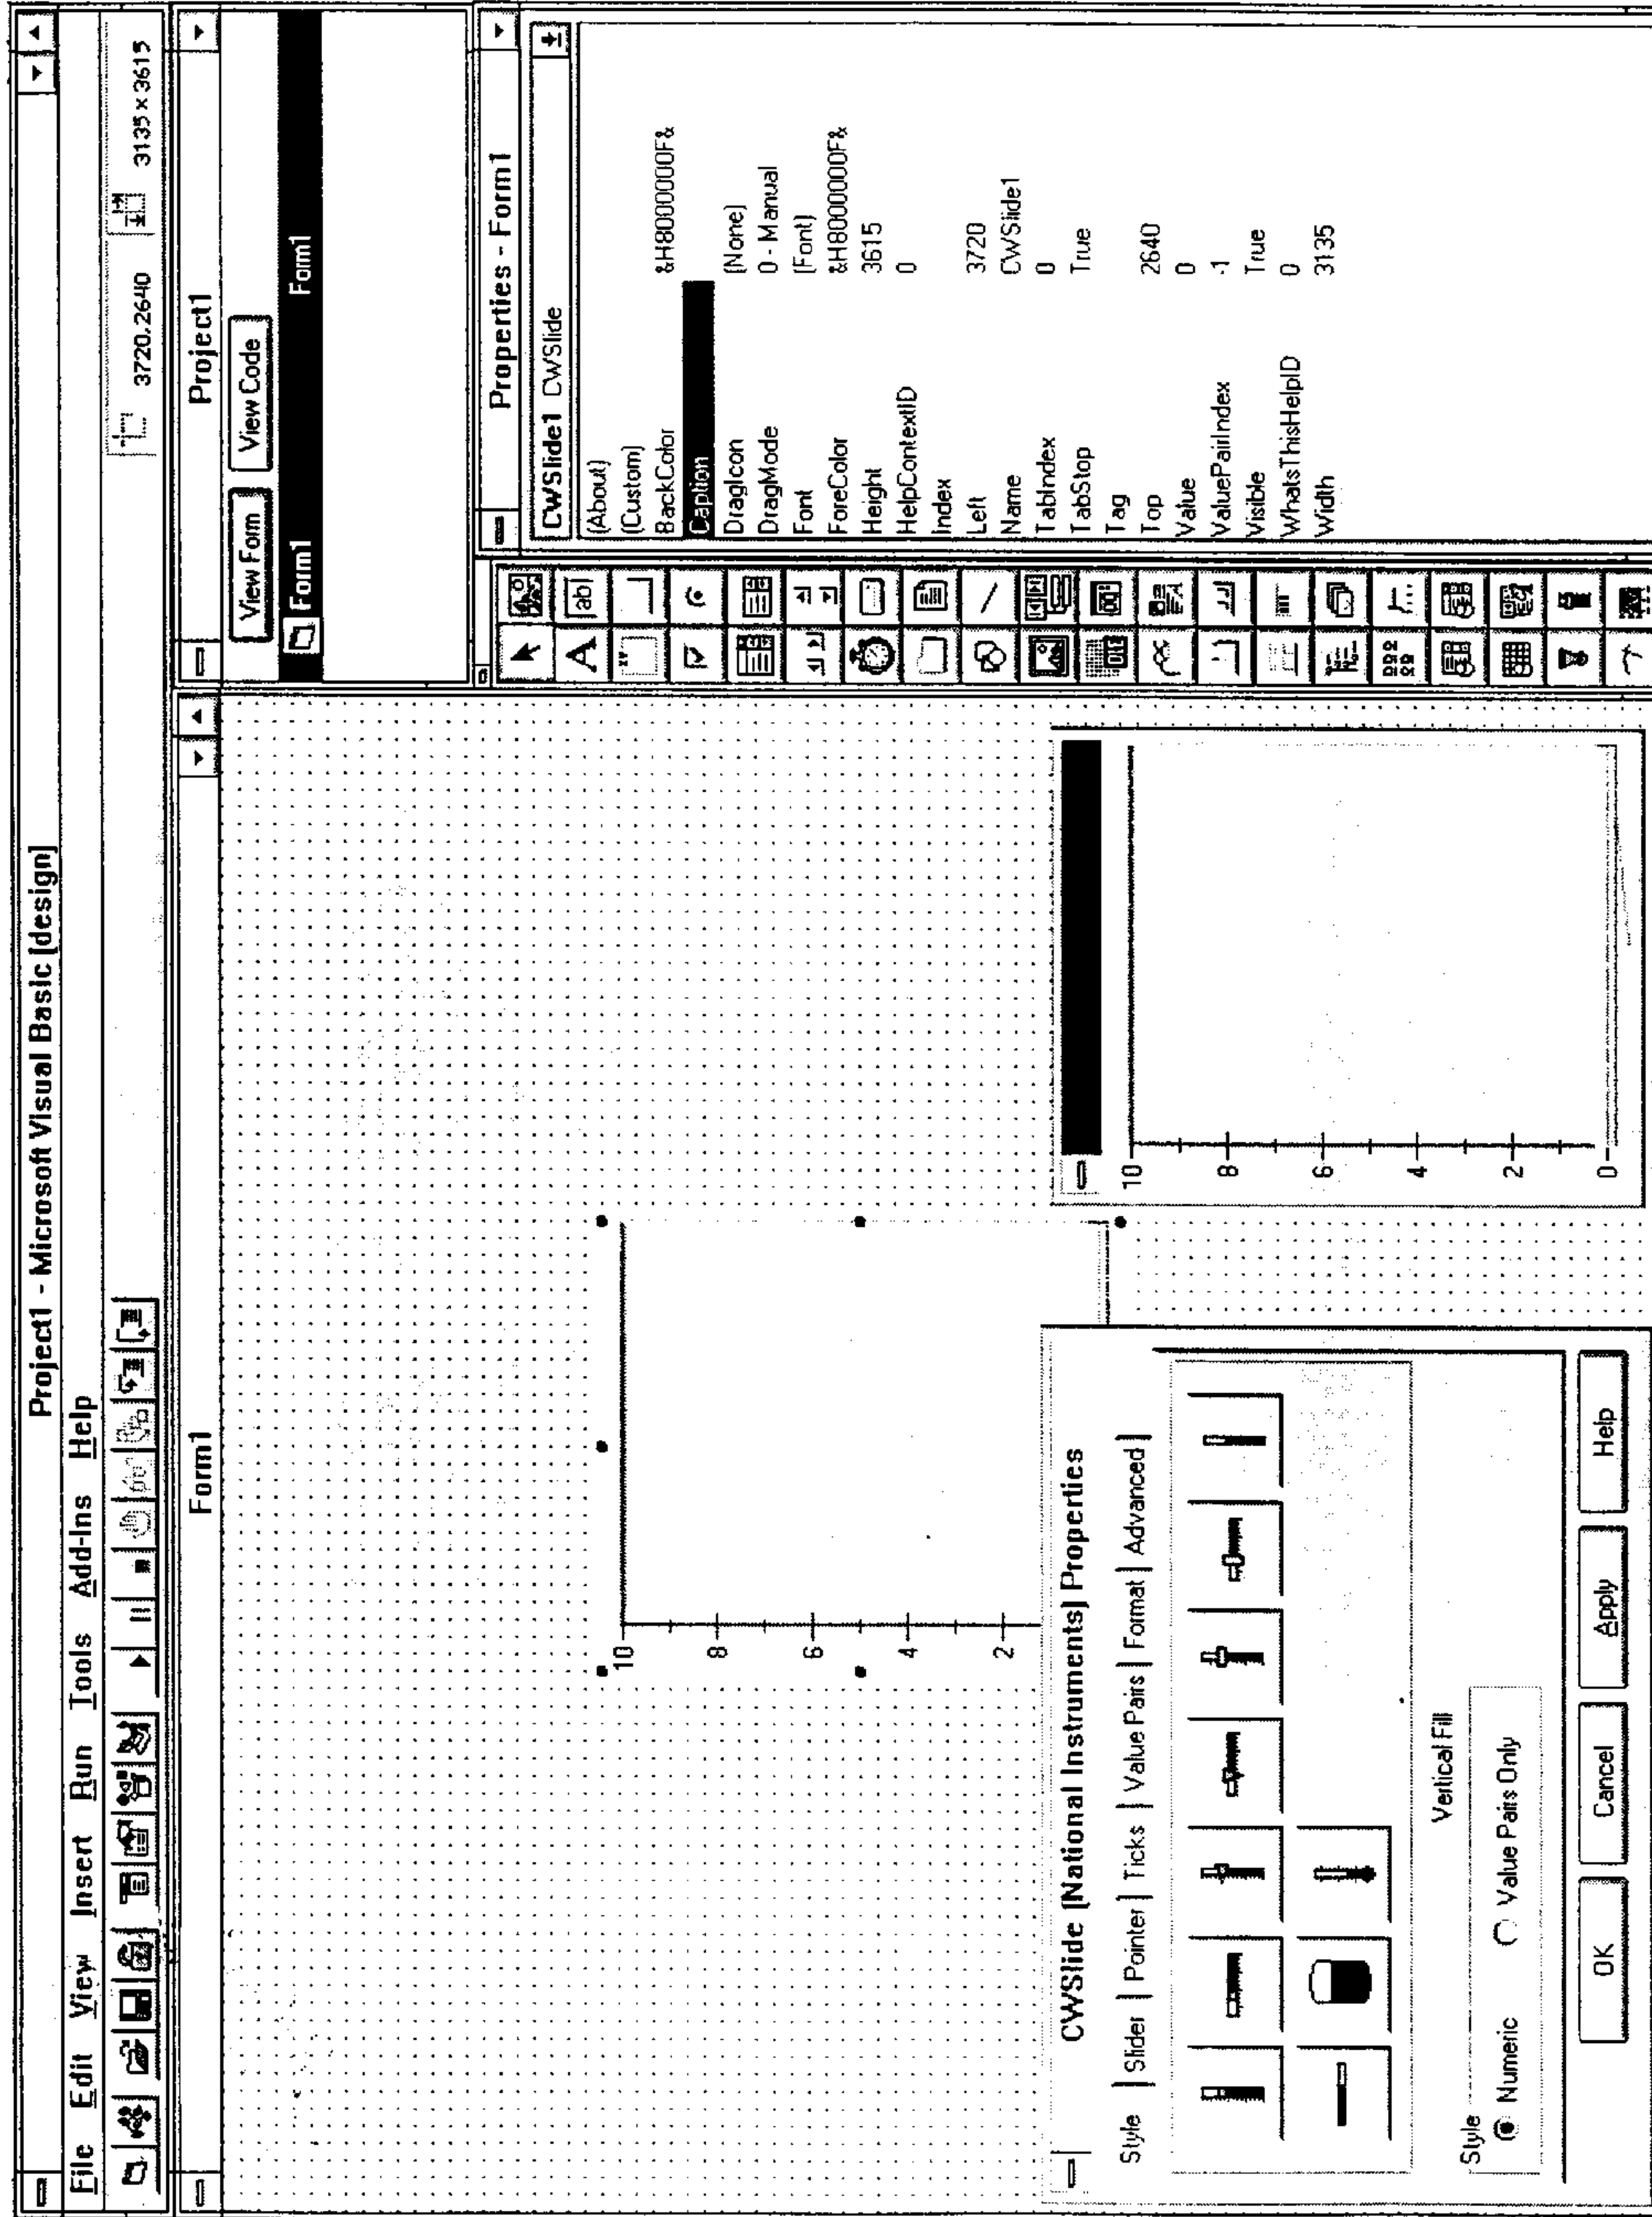 Project1 - Microsoft Visual Basic [design]
File Edit View Insert Run Tools Add-Ins Help
3720,2640 3135 × 3615
Form1
10
8
6
4
2
Project1
View Form View Code
Form1 Form1
Properties - Form1
CWSlide1 CWSlide
(About)
(Custom)
BackColor &H8000000F&
Caption
DragIcon (None)
DragMode 0 - Manual
Font (Font)
ForeColor &H8000000F&
Height 3615
HelpContextID 0
Index
Left 3720
Name CWSlide1
TabIndex 0
TabStop True
Tag
Top 2640
Value 0
ValuePairIndex -1
Visible True
WhatsThisHelpID 0
Width 3135
A ab
CWSlide [National Instruments] Properties
Style Slider Pointer Ticks Value Pairs Format Advanced
Vertical Fill
Style
Numeric Value Pairs Only
OK Cancel Apply Help
10
8
6
4
2
0